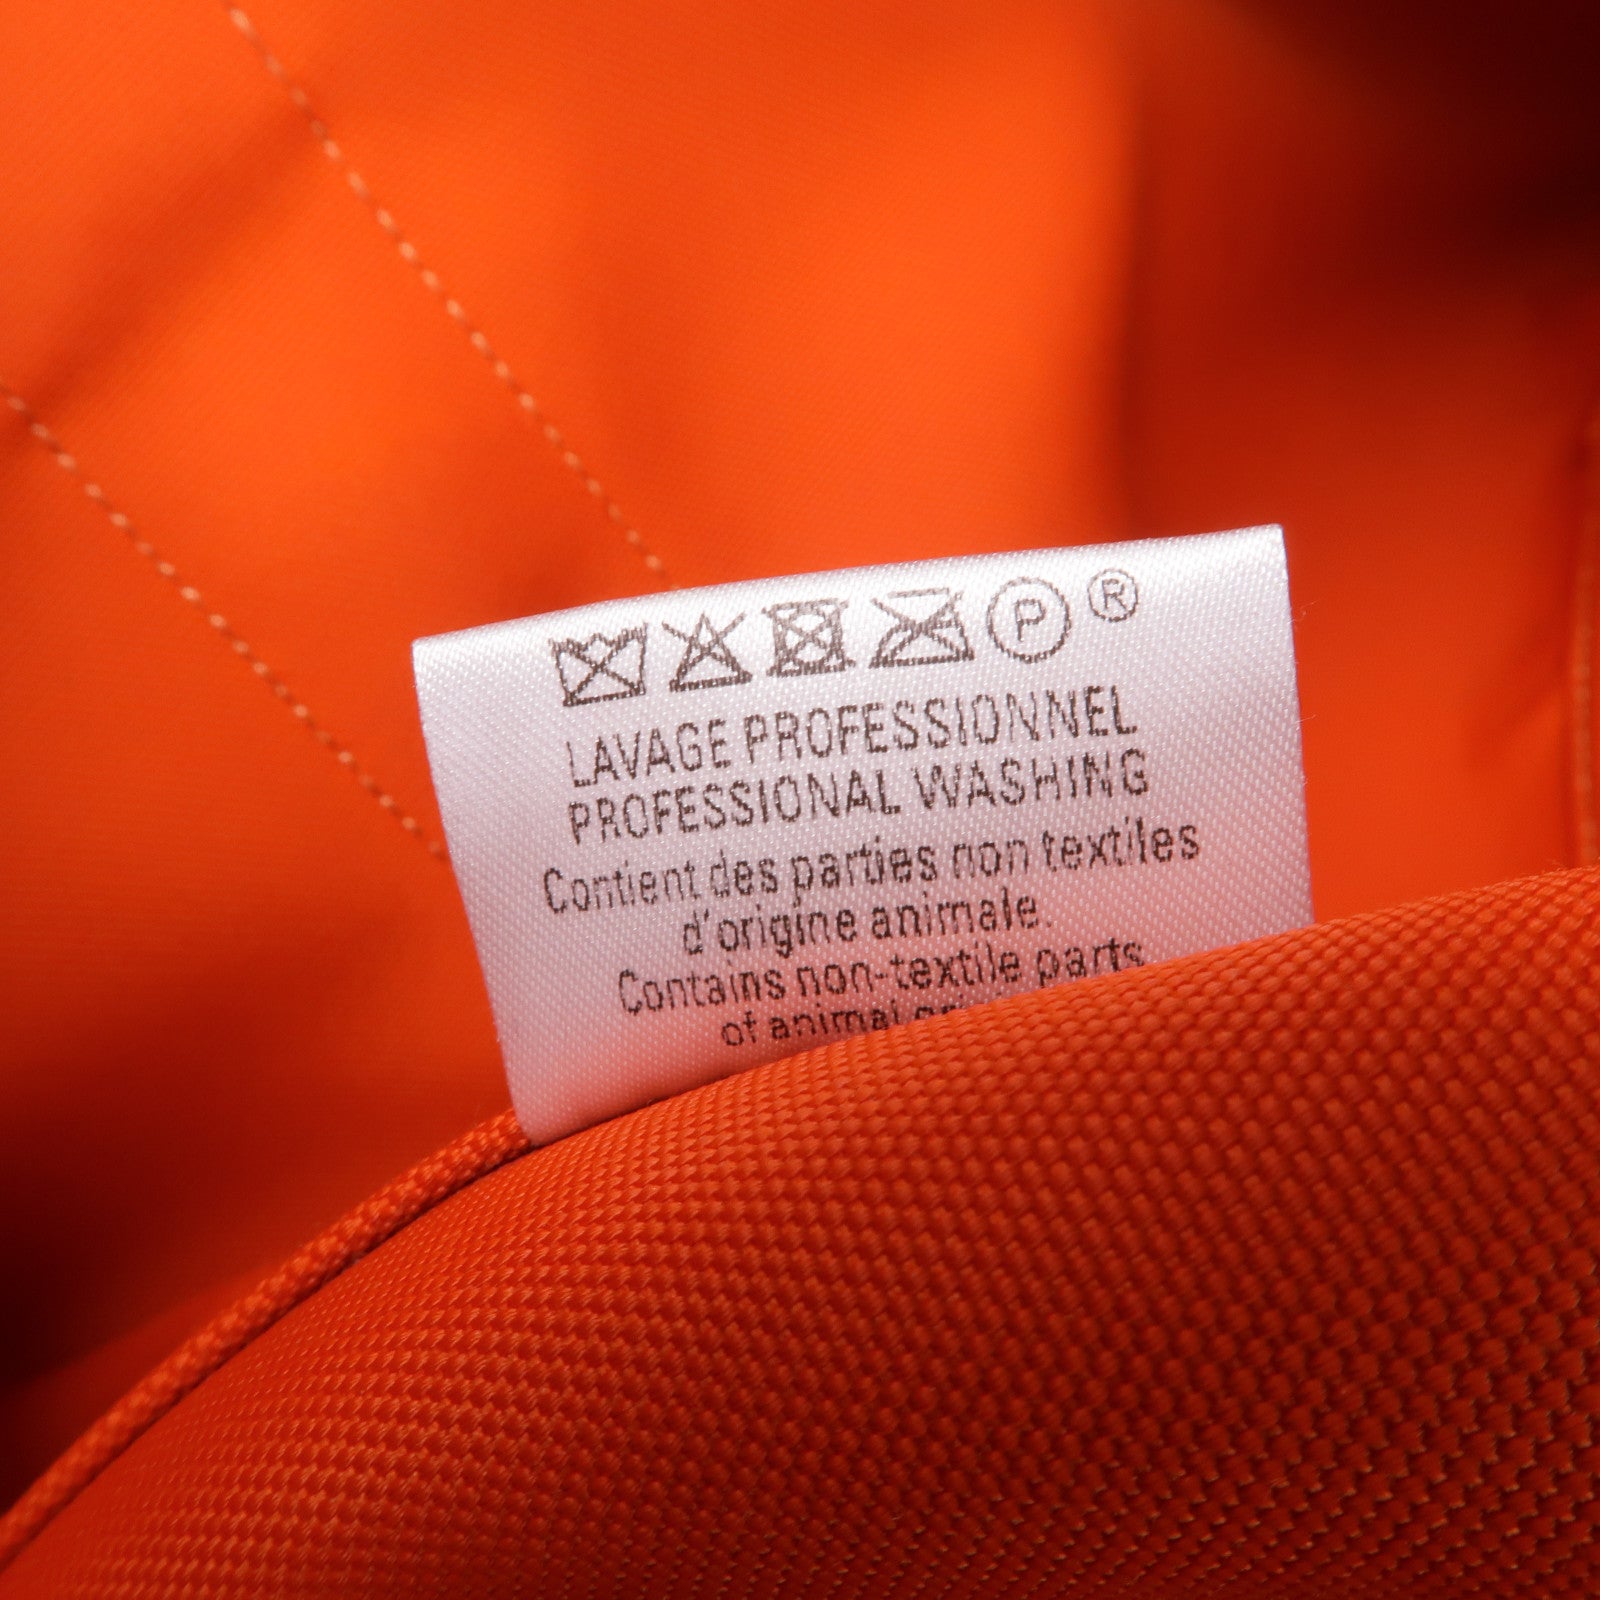 P ®
LAVAGE PROFESSIONNEL
PROFESSIONAL WASHING
Contient des parties non textiles
d'origine animale.
Contains non-textile parts
of animal